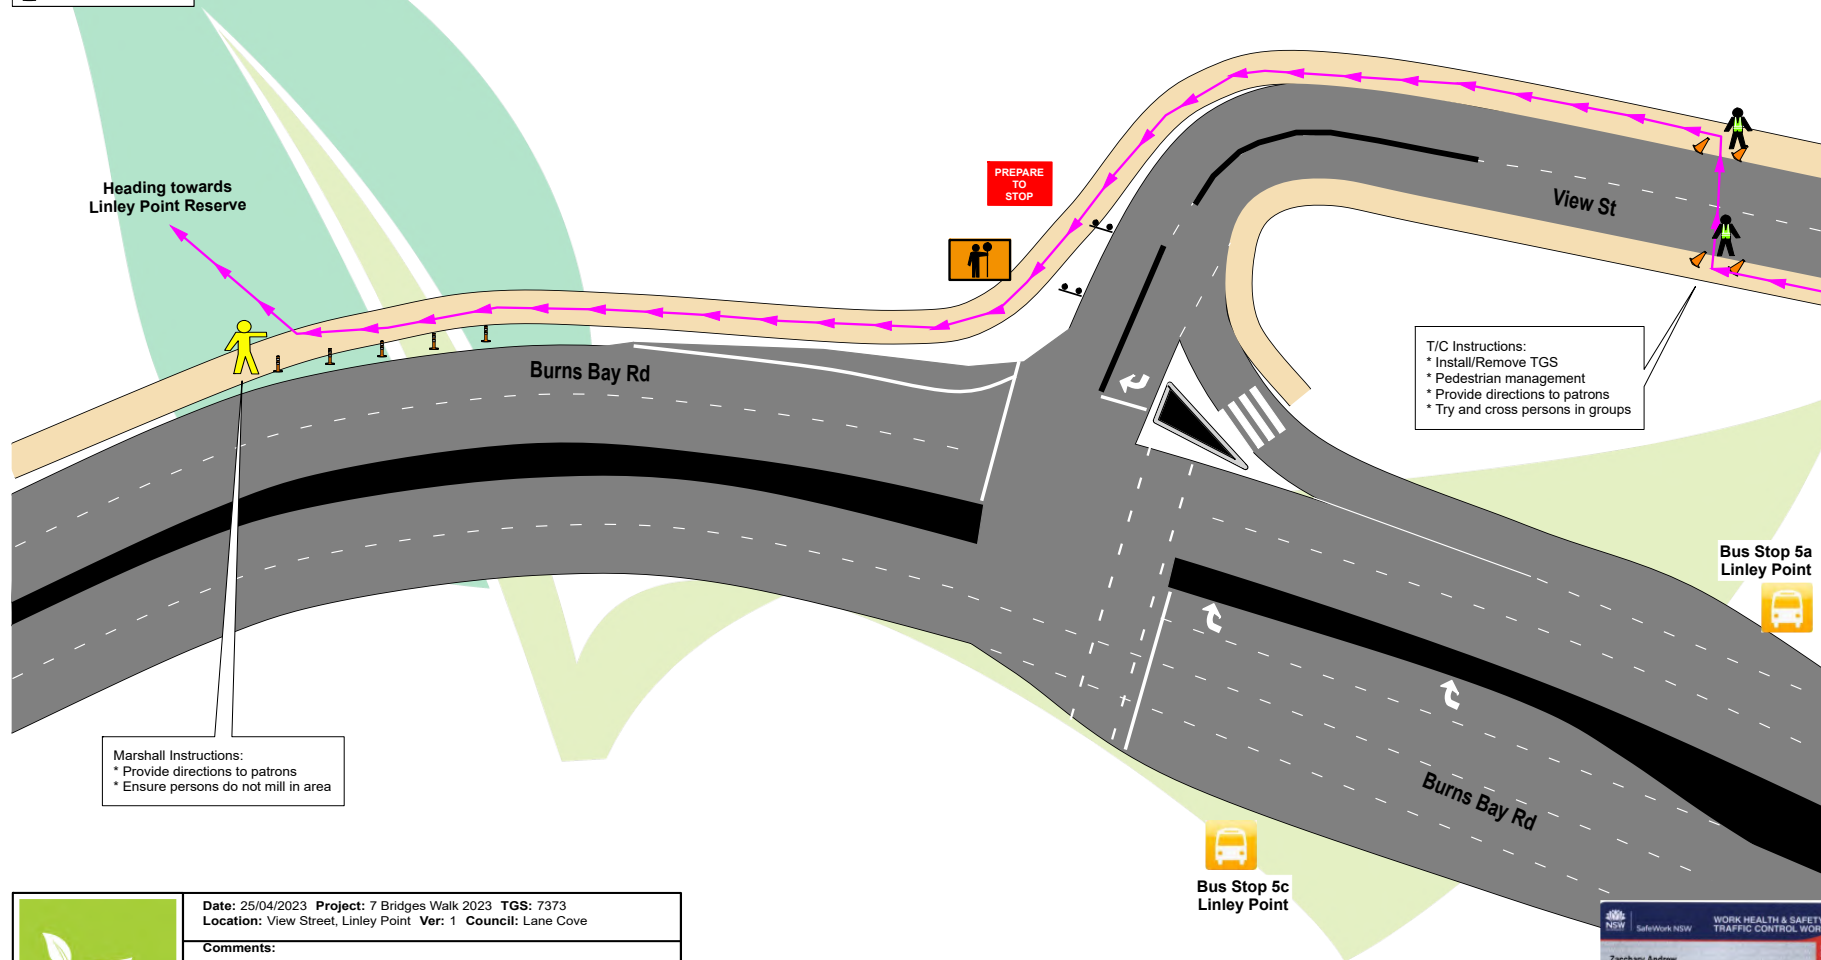 Heading towards
Linley Point Reserve
PREPARE
TO
STOP
View St
Burns Bay Rd
T/C Instructions:
* Install/Remove TGS
* Pedestrian management
* Provide directions to patrons
* Try and cross persons in groups
Bus Stop 5a
Linley Point
Marshall Instructions:
* Provide directions to patrons
* Ensure persons do not mill in area
Burns Bay Rd
Bus Stop 5c
Linley Point
Date: 25/04/2023 Project: 7 Bridges Walk 2023 TGS: 7373
Location: View Street, Linley Point Ver: 1 Council: Lane Cove
Comments:
NSW
SafeWork NSW
WORK HEALTH & SAFETY
TRAFFIC CONTROL WOR
Zacchary Andrew